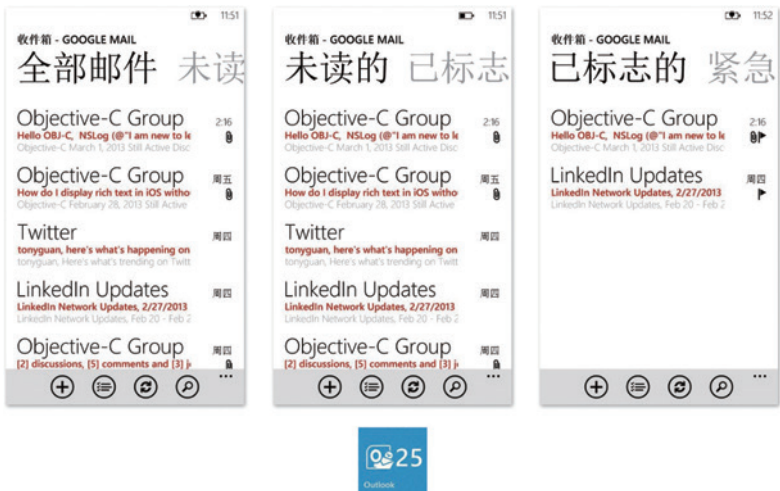 11:51
收件箱 - GOOGLE MAIL
全部邮件 未读
Objective-C Group 2:16
Hello OBJ-C, NSLog (@"I am new to le
Objective-C March 1, 2013 Still Active Disc
Objective-C Group 周五
How do I display rich text in iOS witho
Objective-C February 28, 2013 Still Active
Twitter 周四
tonyguan, here's what's happening on
tonyguan, Here's what's trending on Twitt
LinkedIn Updates 周四
LinkedIn Network Updates, 2/27/2013
LinkedIn Network Updates, Feb 20 - Feb 2
Objective-C Group 周四
[2] discussions, [5] comments and [3] j
11:51
收件箱 - GOOGLE MAIL
未读的 已标志
Objective-C Group 2:16
Hello OBJ-C, NSLog (@"I am new to le
Objective-C March 1, 2013 Still Active Disc
Objective-C Group 周五
How do I display rich text in iOS witho
Objective-C February 28, 2013 Still Active
Twitter 周四
tonyguan, here's what's happening on
tonyguan, Here's what's trending on Twitt
LinkedIn Updates 周四
LinkedIn Network Updates, 2/27/2013
LinkedIn Network Updates, Feb 20 - Feb 2
Objective-C Group 周四
[2] discussions, [5] comments and [3] j
11:52
收件箱 - GOOGLE MAIL
已标志的 紧急
Objective-C Group 2:16
Hello OBJ-C, NSLog (@"I am new to le
Objective-C March 1, 2013 Still Active Disc
LinkedIn Updates 周四
LinkedIn Network Updates, 2/27/2013
LinkedIn Network Updates, Feb 20 - Feb 2
25
Outlook